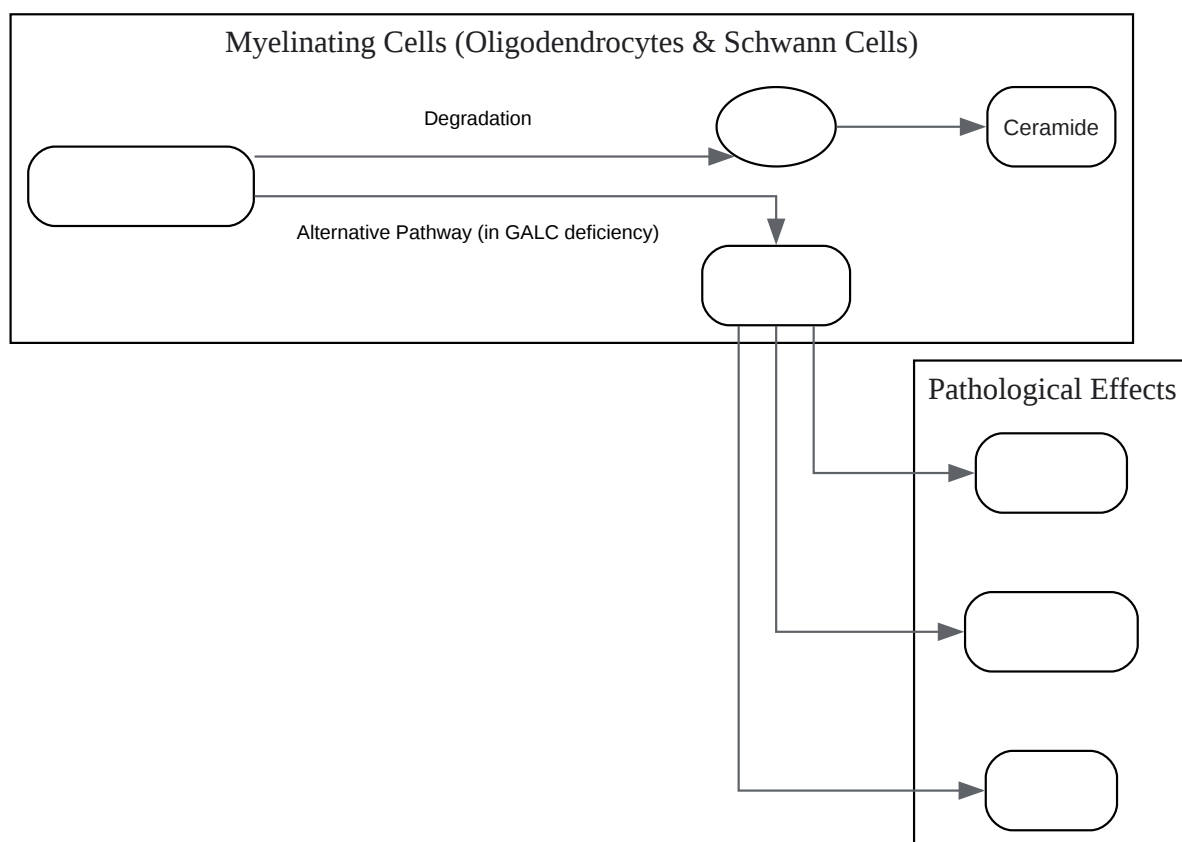 Myelinating Cells (Oligodendrocytes & Schwann Cells)
Degradation
Ceramide
Alternative Pathway (in GALC deficiency)
Pathological Effects